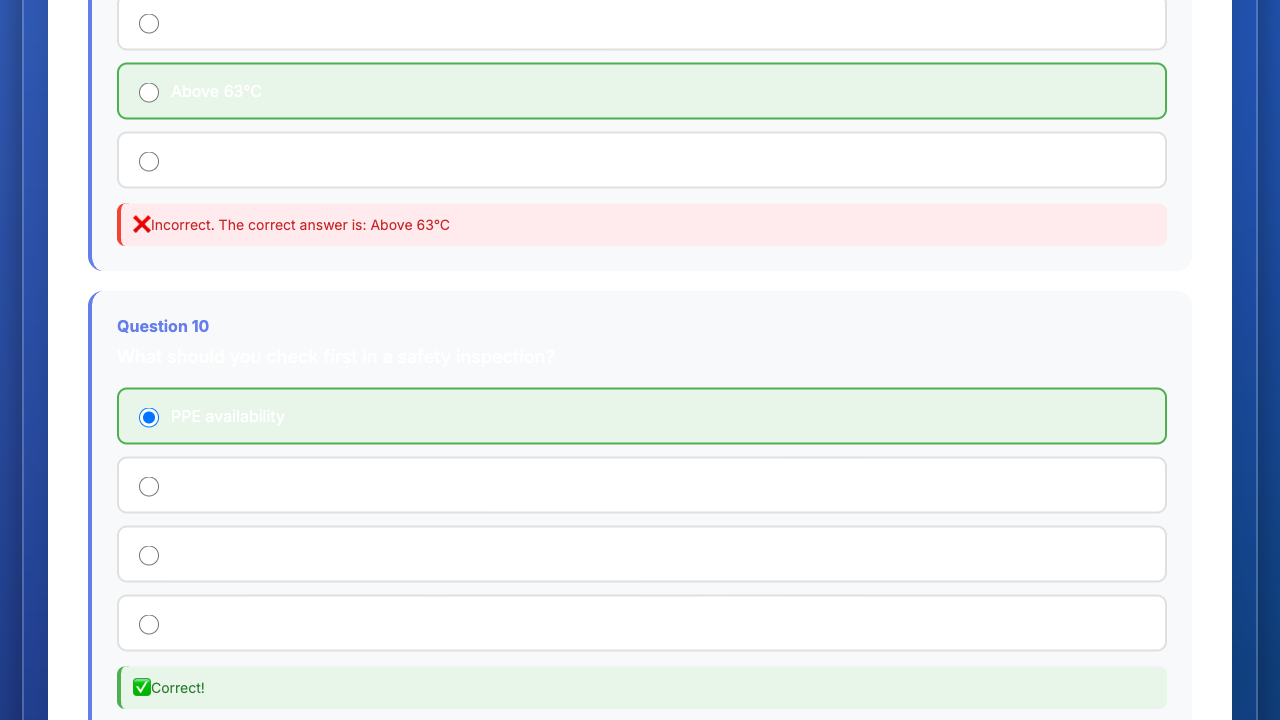 Above 63°C
❌Incorrect. The correct answer is: Above 63°C
Question 10
What should you check first in a safety inspection?
PPE availability
✅Correct!